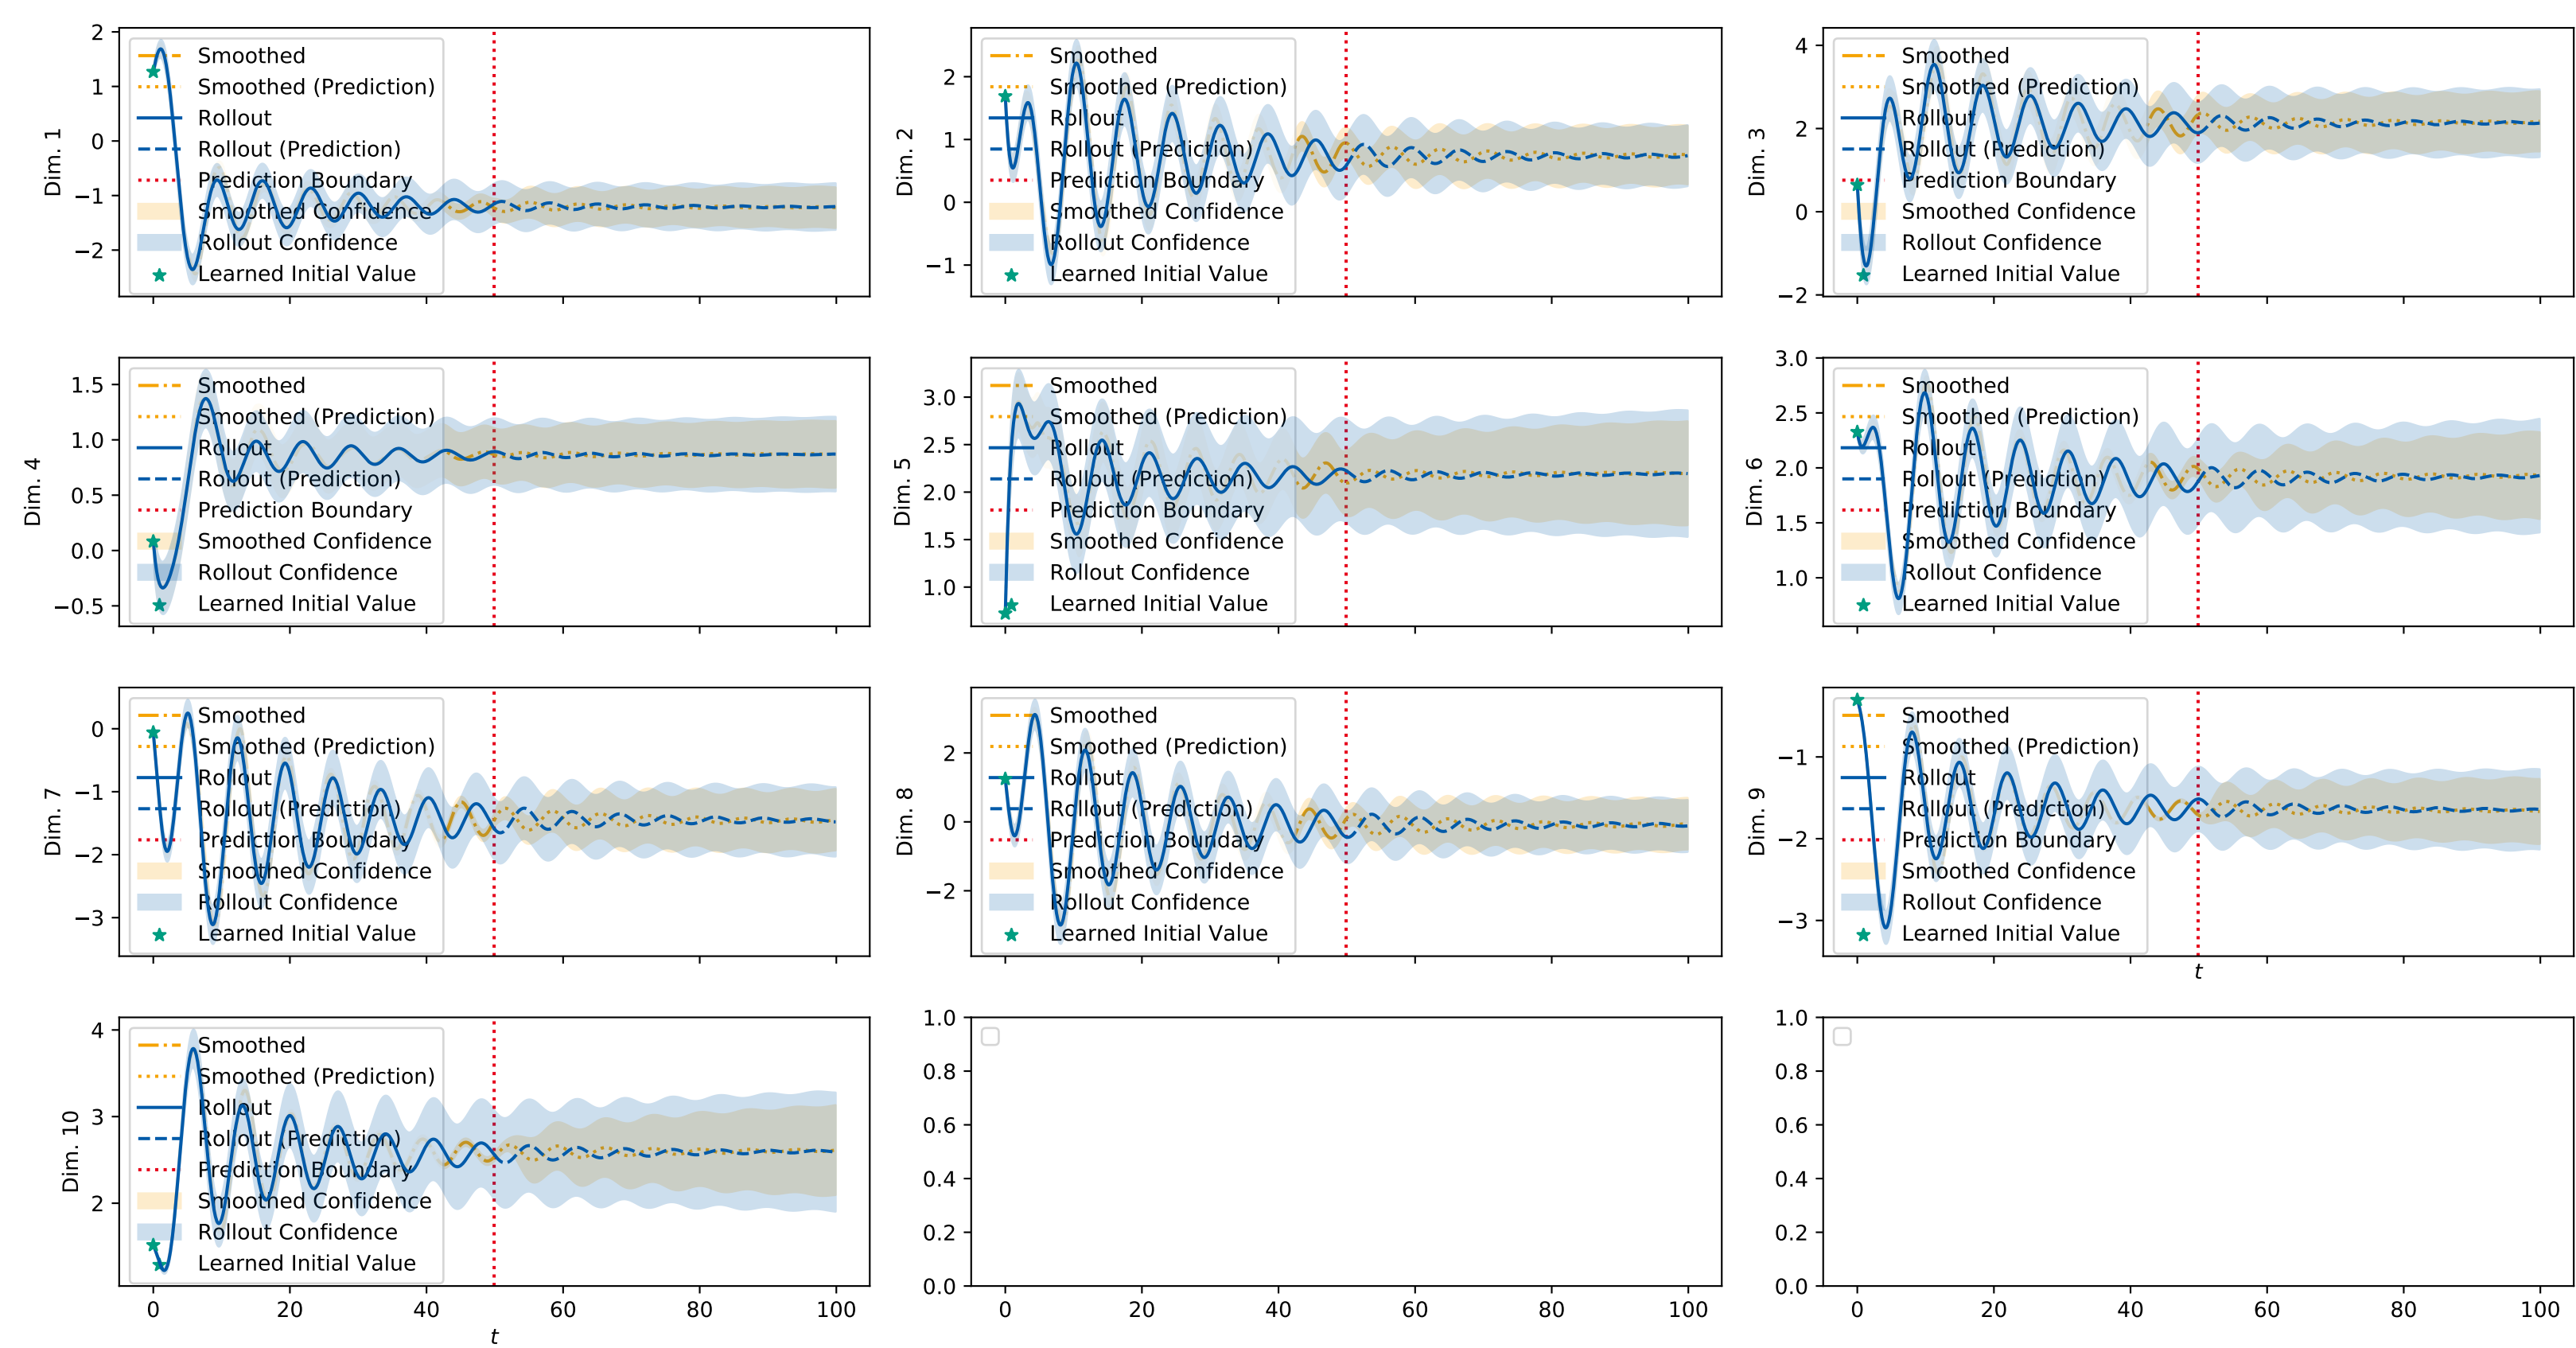 2
1
0
−1
−2
Dim. 1
Smoothed
Smoothed (Prediction)
Rollout
Rollout (Prediction)
Prediction Boundary
Smoothed Confidence
Rollout Confidence
Learned Initial Value
2
1
0
−1
Dim. 2
Smoothed
Smoothed (Prediction)
Rollout
Rollout (Prediction)
Prediction Boundary
Smoothed Confidence
Rollout Confidence
Learned Initial Value
4
2
0
−2
Dim. 3
Smoothed
Smoothed (Prediction)
Rollout
Rollout (Prediction)
Prediction Boundary
Smoothed Confidence
Rollout Confidence
Learned Initial Value
1.5
1.0
0.5
0.0
−0.5
Dim. 4
Smoothed
Smoothed (Prediction)
Rollout
Rollout (Prediction)
Prediction Boundary
Smoothed Confidence
Rollout Confidence
Learned Initial Value
3.0
2.5
2.0
1.5
1.0
Dim. 5
Smoothed
Smoothed (Prediction)
Rollout
Rollout (Prediction)
Prediction Boundary
Smoothed Confidence
Rollout Confidence
Learned Initial Value
3.0
2.5
2.0
1.5
1.0
Dim. 6
Smoothed
Smoothed (Prediction)
Rollout
Rollout (Prediction)
Prediction Boundary
Smoothed Confidence
Rollout Confidence
Learned Initial Value
0
−1
−2
−3
Dim. 7
Smoothed
Smoothed (Prediction)
Rollout
Rollout (Prediction)
Prediction Boundary
Smoothed Confidence
Rollout Confidence
Learned Initial Value
2
0
−2
Dim. 8
Smoothed
Smoothed (Prediction)
Rollout
Rollout (Prediction)
Prediction Boundary
Smoothed Confidence
Rollout Confidence
Learned Initial Value
−1
−2
−3
Dim. 9
Smoothed
Smoothed (Prediction)
Rollout
Rollout (Prediction)
Prediction Boundary
Smoothed Confidence
Rollout Confidence
Learned Initial Value
t
4
3
2
Dim. 10
Smoothed
Smoothed (Prediction)
Rollout
Rollout (Prediction)
Prediction Boundary
Smoothed Confidence
Rollout Confidence
Learned Initial Value
0 20 40 60 80 100
t
1.0
0.8
0.6
0.4
0.2
0.0
0 20 40 60 80 100
1.0
0.8
0.6
0.4
0.2
0.0
0 20 40 60 80 100